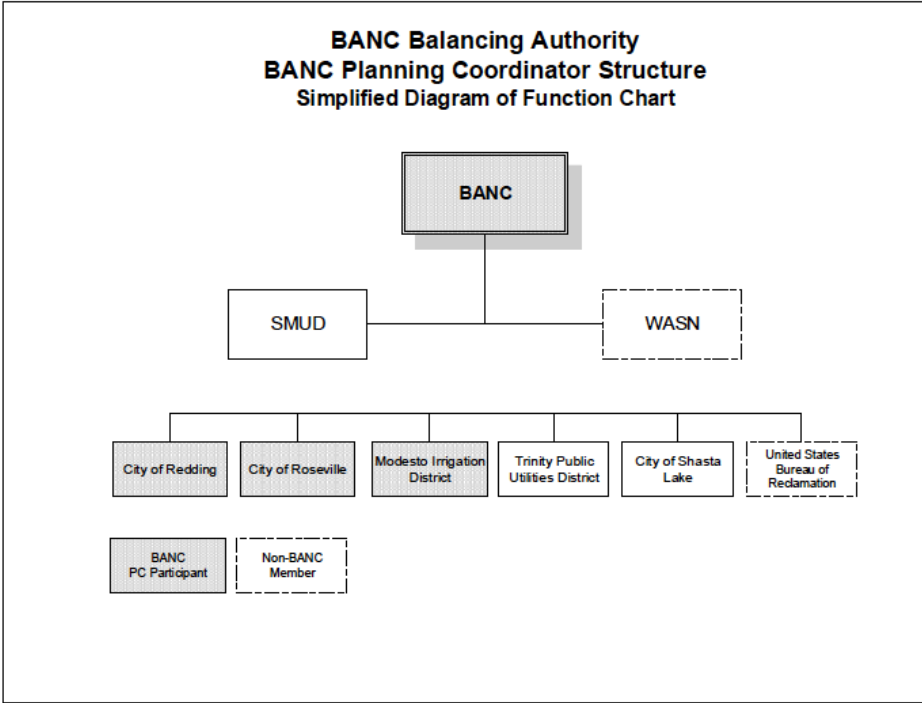 BANC Balancing Authority
BANC Planning Coordinator Structure
Simplified Diagram of Function Chart
BANC
SMUD
WASN
City of Redding
City of Roseville
Modesto Irrigation
District
Trinity Public
Utilities District
City of Shasta
Lake
United States
Bureau of
Reclamation
BANC
PC Participant
Non-BANC
Member